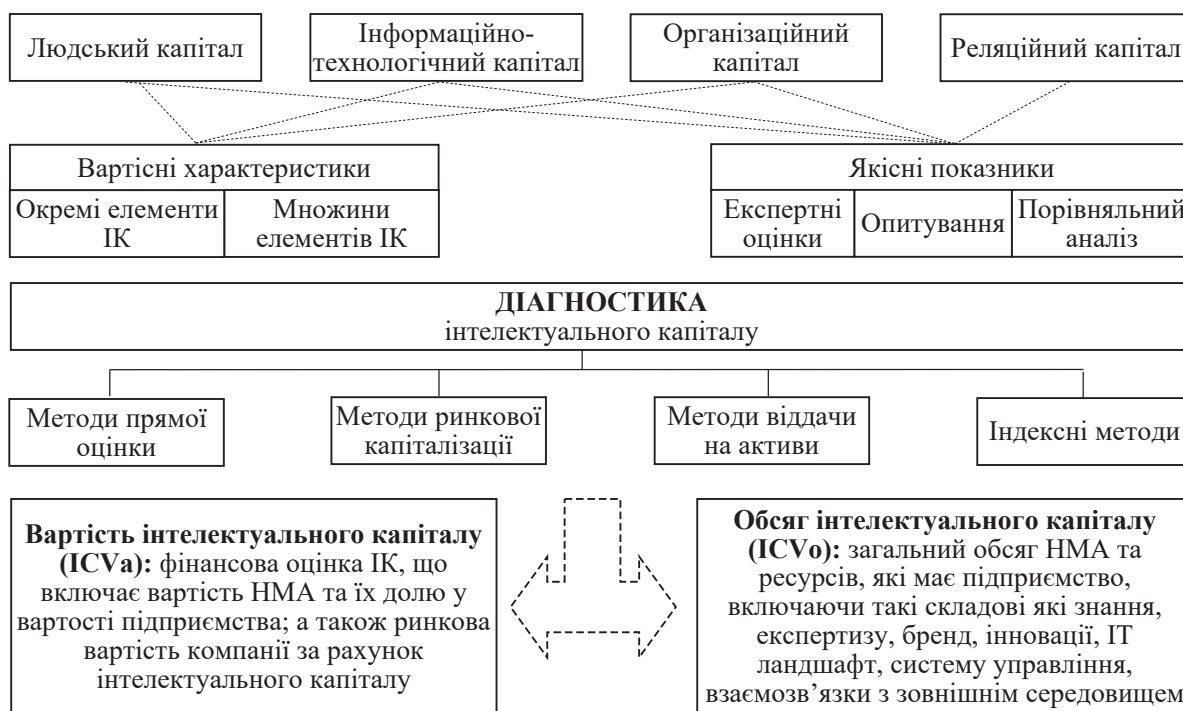 Людський капітал
Інформаційно-
технологічний капітал
Організаційний
капітал
Реляційний капітал
Вартісні характеристики
Окремі елементи
ІК
Множини
елементів ІК
Якісні показники
Експертні
оцінки
Опитування
Порівняльний
аналіз
ДІАГНОСТИКА
інтелектуального капіталу
Методи прямої
оцінки
Методи ринкової
капіталізації
Методи віддачи
на активи
Індексні методи
Вартість інтелектуального капіталу
(ICVa): фінансова оцінка ІК, що
включає вартість НМА та їх долю у
вартості підприємства; а також ринкова
вартість компанії за рахунок
інтелектуального капіталу
Обсяг інтелектуального капіталу
(ICVo): загальний обсяг НМА та
ресурсів, які має підприємство,
включаючи такі складові які знання,
експертизу, бренд, інновації, ІТ
ландшафт, систему управління,
взаємозв’язки з зовнішнім середовищем